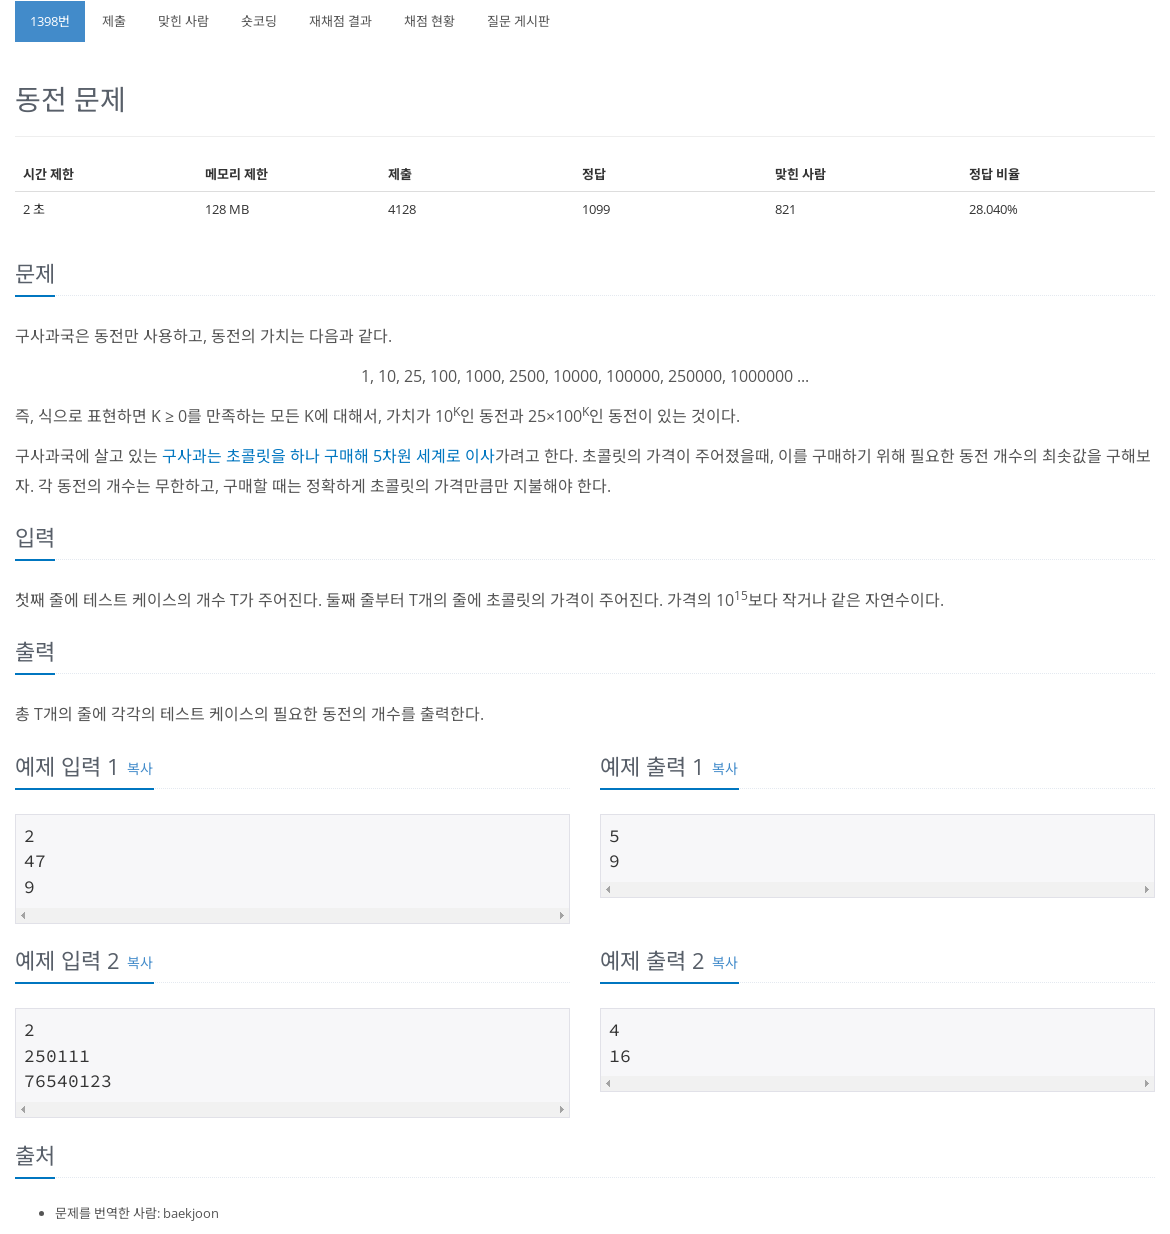 1398번 제출 맞힌 사람 숏코딩 재채점 결과 채점 현황 질문 게시판
동전 문제
시간 제한 메모리 제한 제출 정답 맞힌 사람 정답 비율
2 초 128 MB 4128 1099 821 28.040%
문제
구사과국은 동전만 사용하고, 동전의 가치는 다음과 같다.
1, 10, 25, 100, 1000, 2500, 10000, 100000, 250000, 1000000 ...
즉, 식으로 표현하면 K ≥ 0를 만족하는 모든 K에 대해서, 가치가 10^K인 동전과 25×100^K인 동전이 있는 것이다.
구사과국에 살고 있는 구사과는 초콜릿을 하나 구매해 5차원 세계로 이사가려고 한다. 초콜릿의 가격이 주어졌을때, 이를 구매하기 위해 필요한 동전 개수의 최솟값을 구해보
자. 각 동전의 개수는 무한하고, 구매할 때는 정확하게 초콜릿의 가격만큼만 지불해야 한다.
입력
첫째 줄에 테스트 케이스의 개수 T가 주어진다. 둘째 줄부터 T개의 줄에 초콜릿의 가격이 주어진다. 가격의 10^15보다 작거나 같은 자연수이다.
출력
총 T개의 줄에 각각의 테스트 케이스의 필요한 동전의 개수를 출력한다.
예제 입력 1 복사
2
47
9
예제 출력 1 복사
5
9
예제 입력 2 복사
2
250111
76540123
예제 출력 2 복사
4
16
출처
• 문제를 번역한 사람: baekjoon